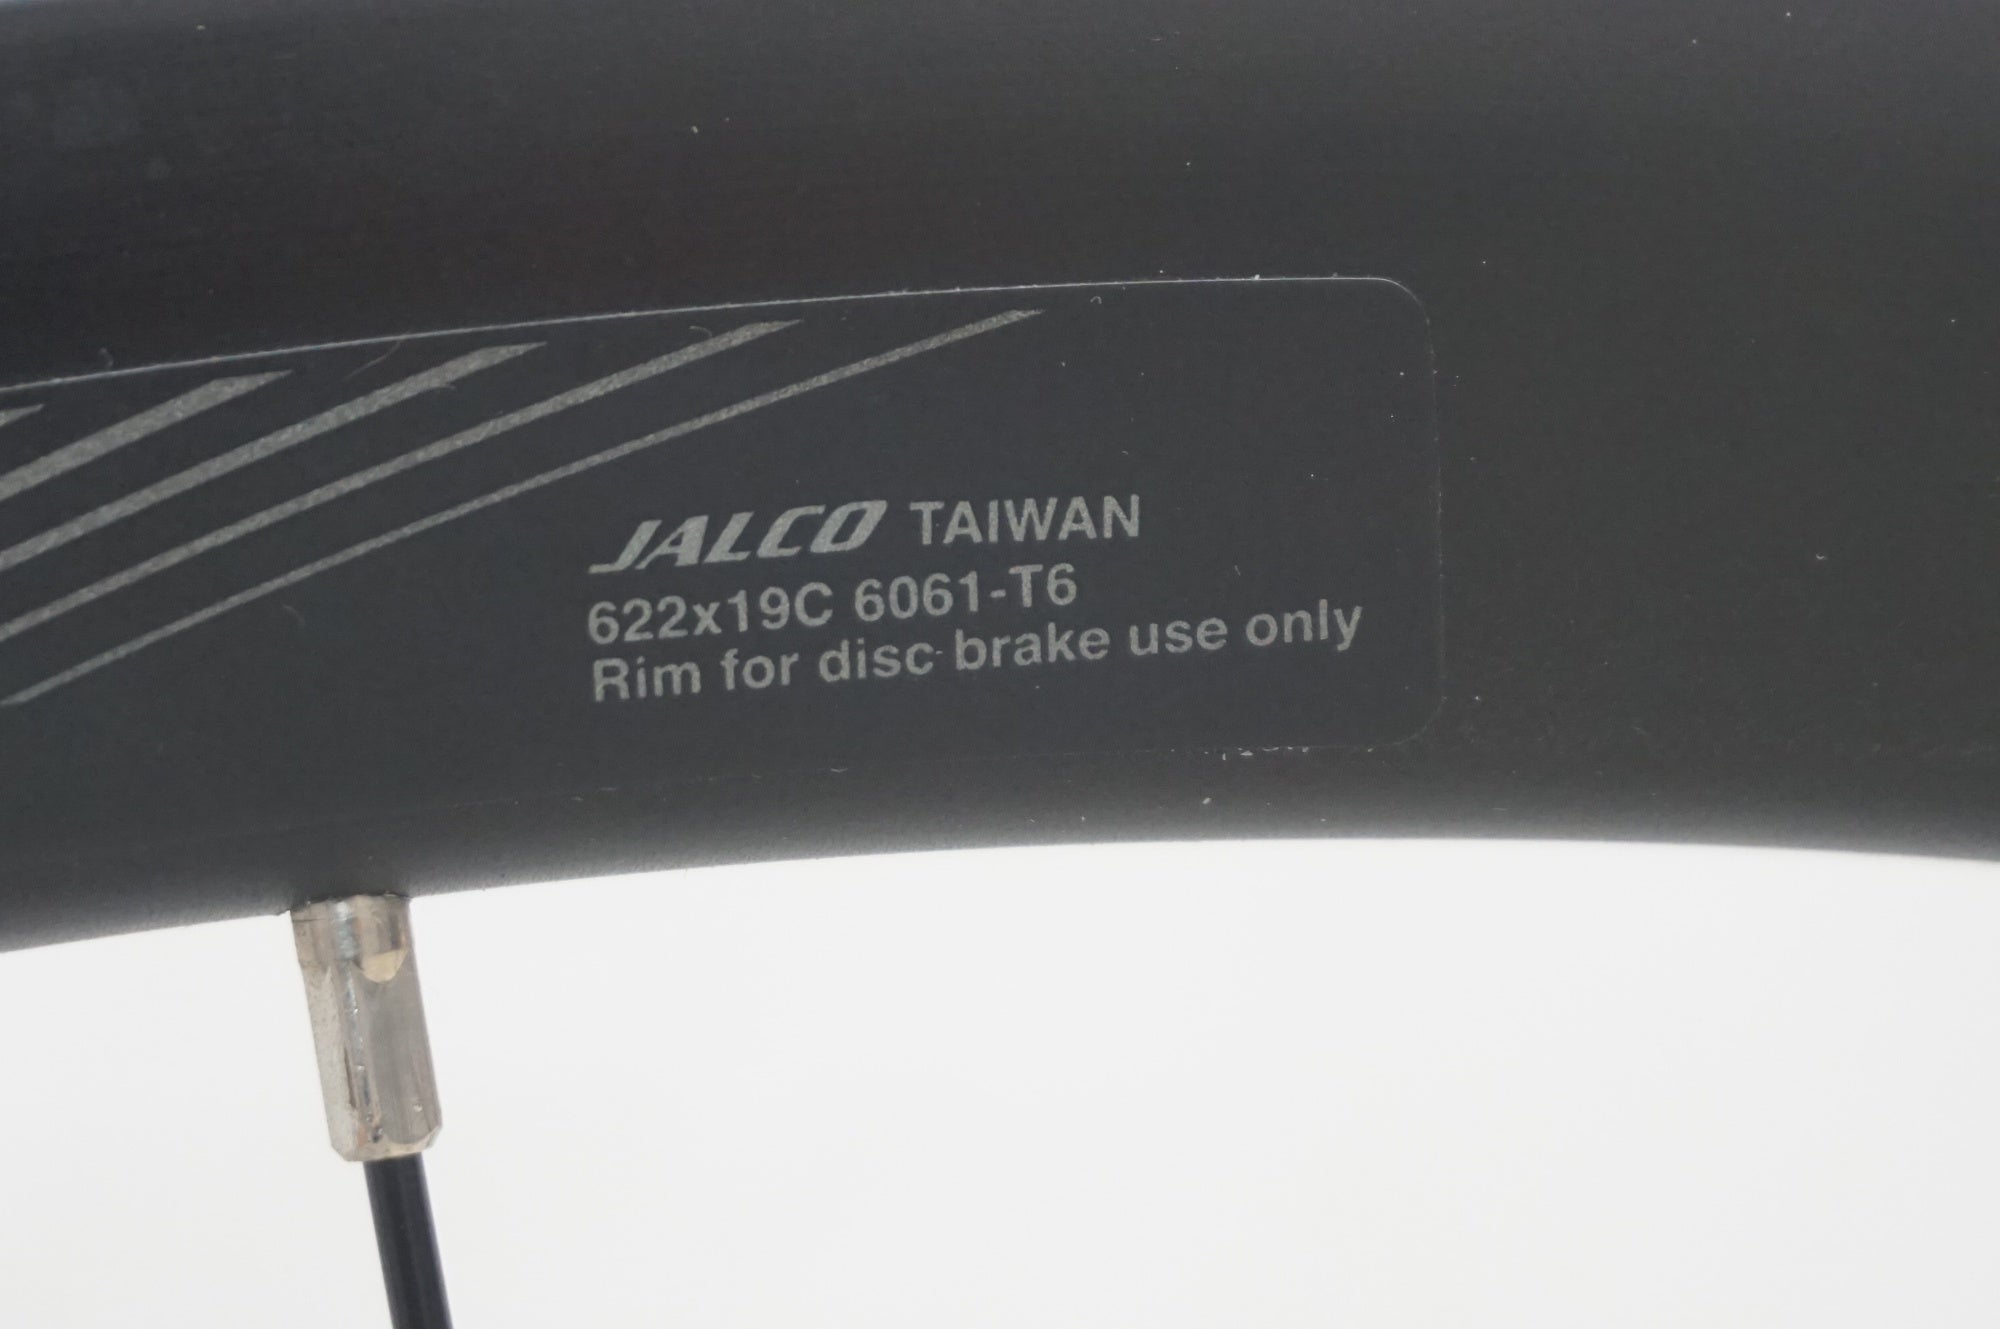 JALCO TAIWAN
622x19C 6061-T6
Rim for disc brake use only